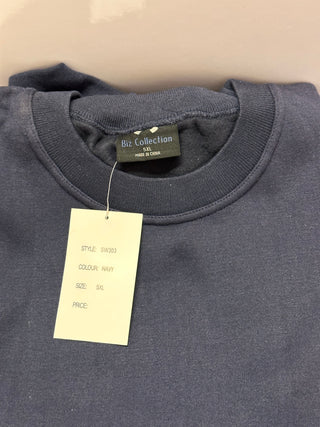 Biz Collection
5XL
MADE IN CHINA
STYLE: SW303
COLOUR: NAVY
SIZE: 5XL
PRICE: